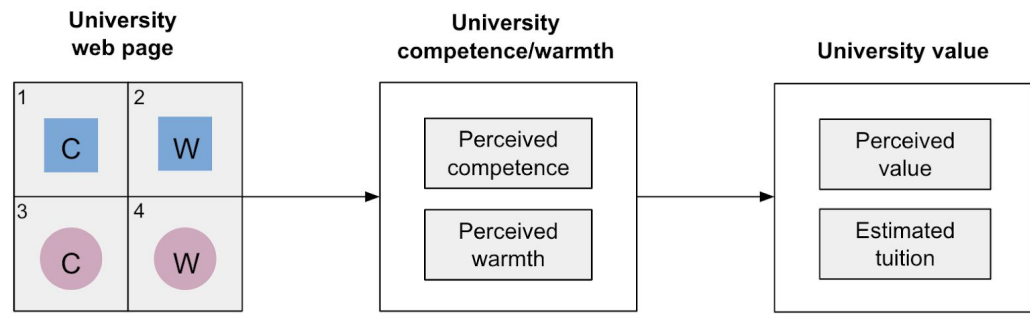 University
web page
University
competence/warmth
University value
1
2
C
W
3
4
C
W
Perceived
competence
Perceived
warmth
Perceived
value
Estimated
tuition